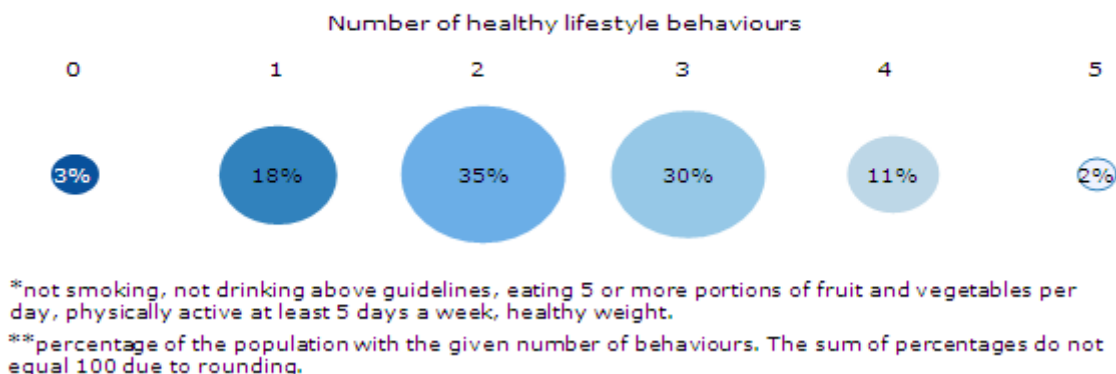 Number of healthy lifestyle behaviours
0 1 2 3 4 5
3% 18% 35% 30% 11% 2%
*not smoking, not drinking above guidelines, eating 5 or more portions of fruit and vegetables per
day, physically active at least 5 days a week, healthy weight.
**percentage of the population with the given number of behaviours. The sum of percentages do not
equal 100 due to rounding.